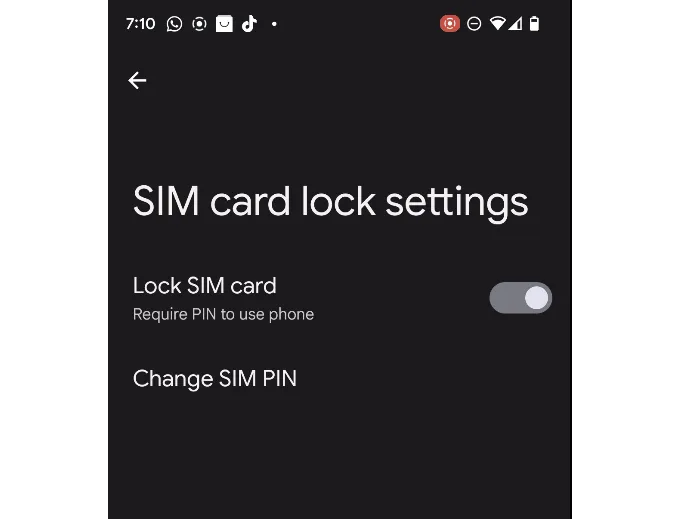 7:10
SIM card lock settings
Lock SIM card
Require PIN to use phone
Change SIM PIN